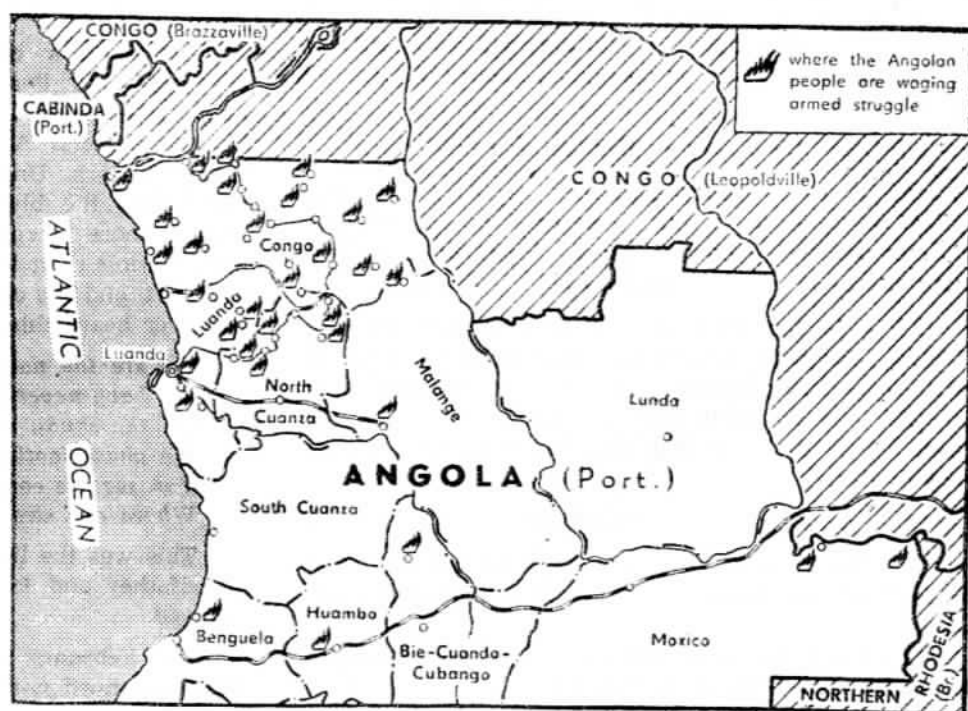 CONGO (Brazzaville)
where the Angolan
people are waging
armed struggle
CABINDA
(Port.)
CONGO (Leopoldville)
ATLANTIC
OCEAN
Congo
Luanda
Luanda
North
Cuanza
Malange
Lunda
ANGOLA (Port.)
South Cuanza
Huambo
Benguela
Bie-Cuanda-
Cubango
Moxico
NORTHERN
RHODESIA
(Br.)